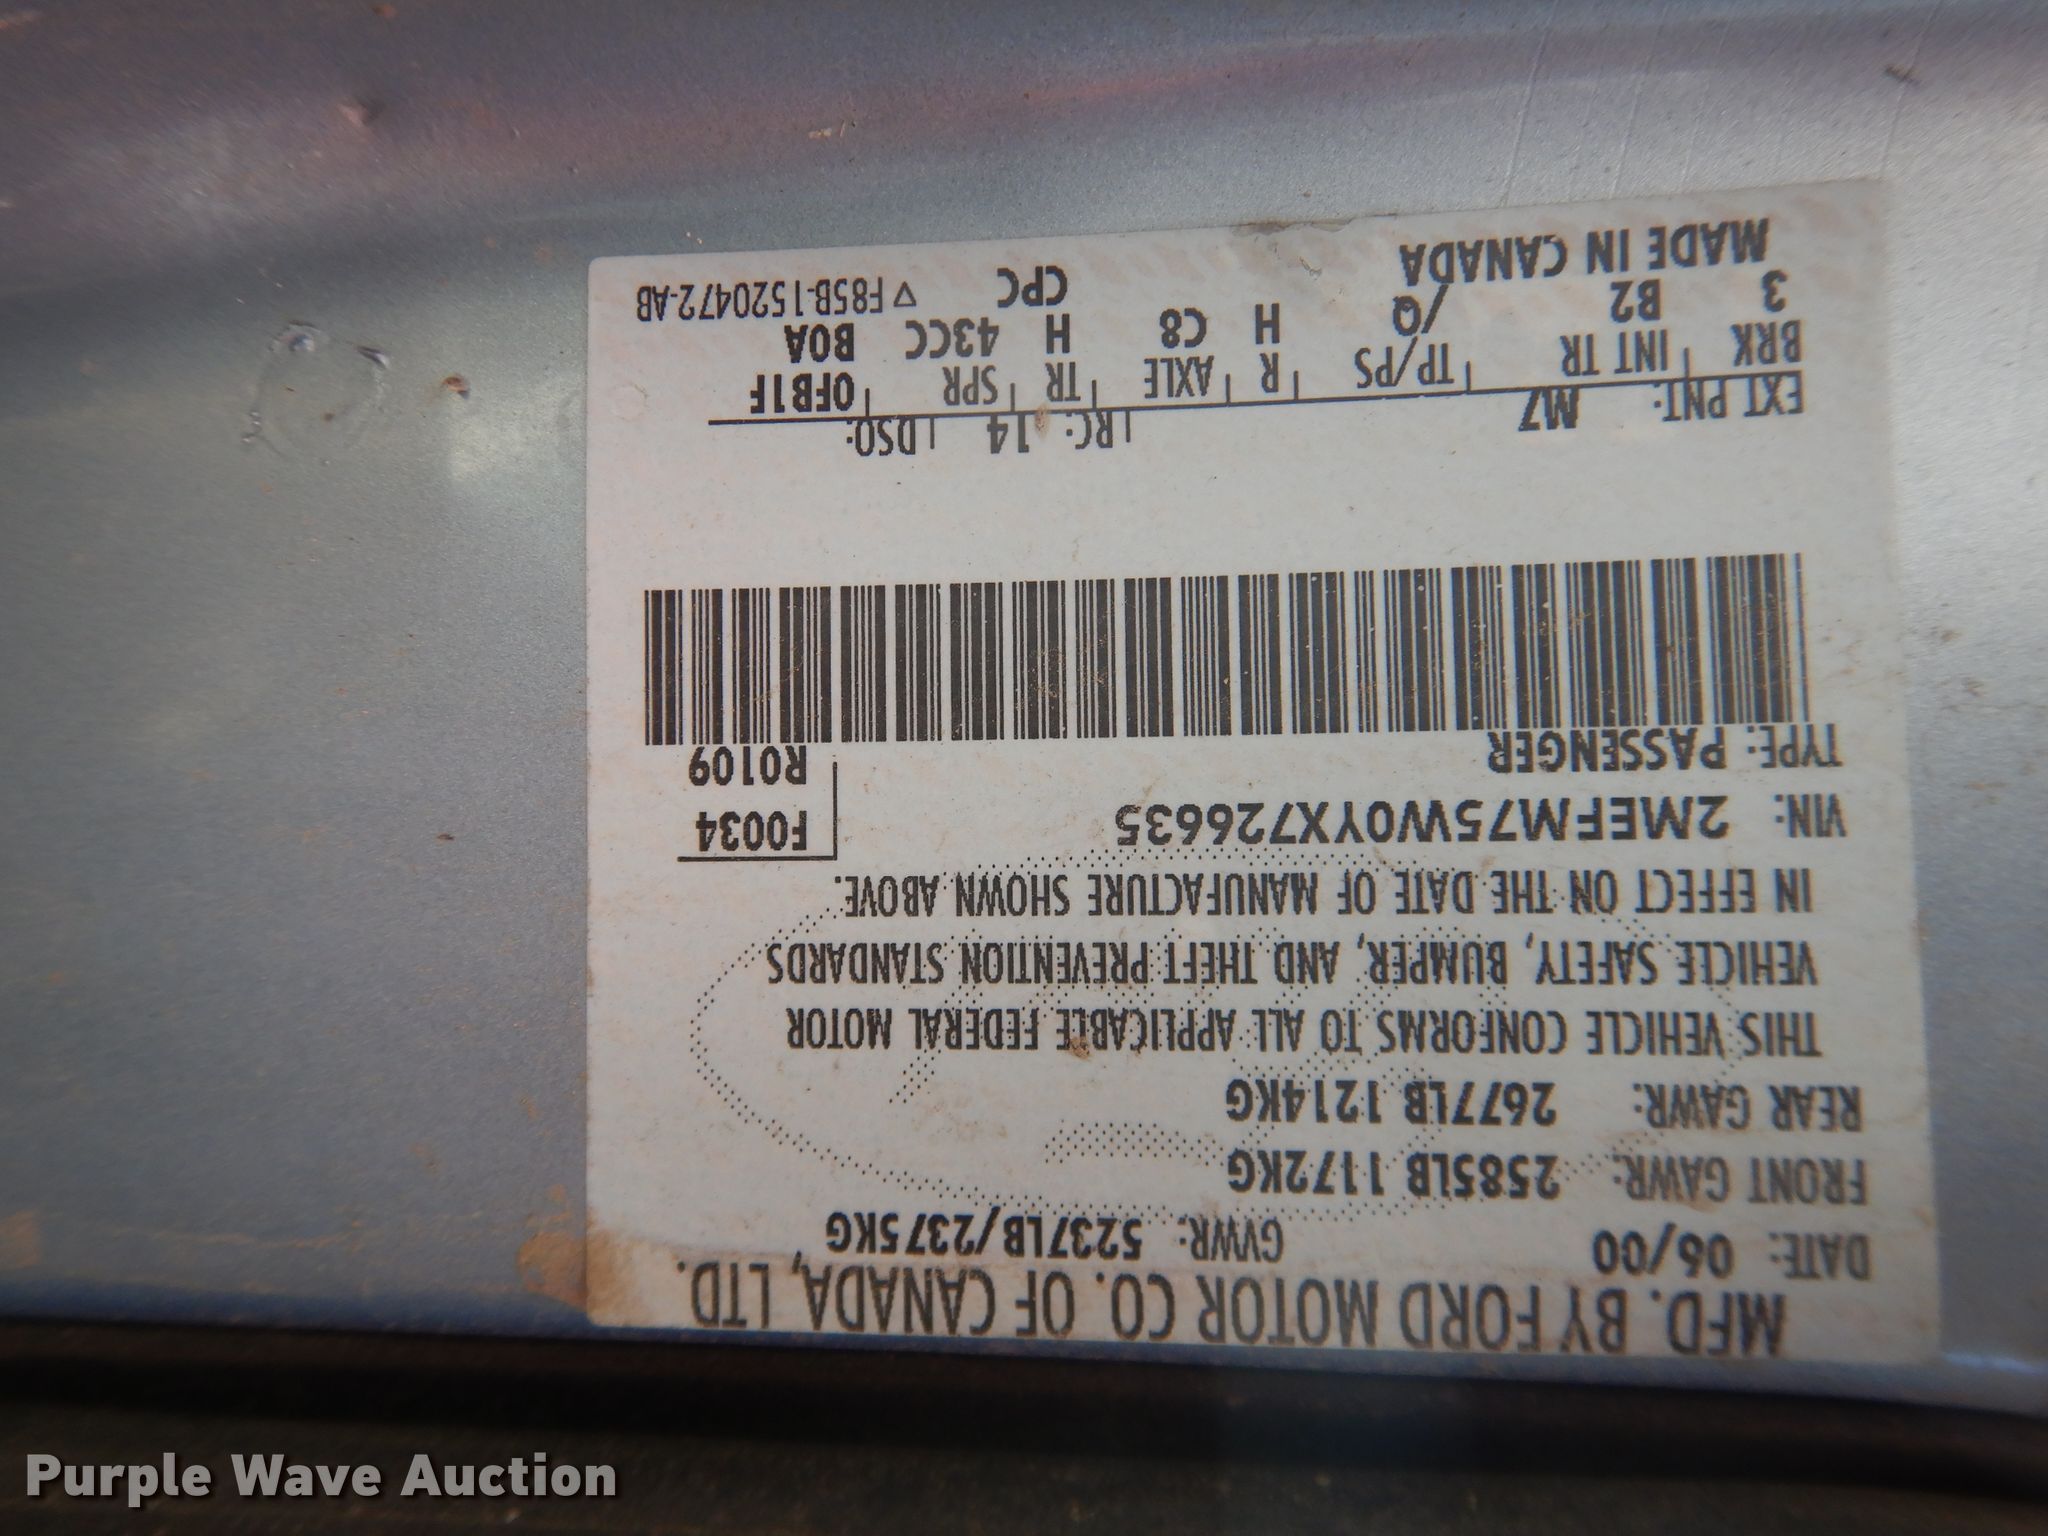 MFD. BY FORD MOTOR CO. OF CANADA, LTD.
DATE: 06/00 GVWR: 5237LB/2375KG
FRONT GAWR: 2585LB 1172KG
REAR GAWR: 2677LB 1214KG
THIS VEHICLE CONFORMS TO ALL APPLICABLE FEDERAL MOTOR
VEHICLE SAFETY, BUMPER, AND THEFT PREVENTION STANDARDS
IN EFFECT ON THE DATE OF MANUFACTURE SHOWN ABOVE.
VIN: 2MEFM75W0YX726635 F0034
TYPE: PASSENGER R0109
EXT PNT: M7 RC: 14 DSO:
BRK INT TR TP/PS R AXLE TR SPR 0FB1F
3 B2 /Q H C8 H 43CC B0A
MADE IN CANADA CPC ▽ F85B-1520472-AB
Purple Wave Auction